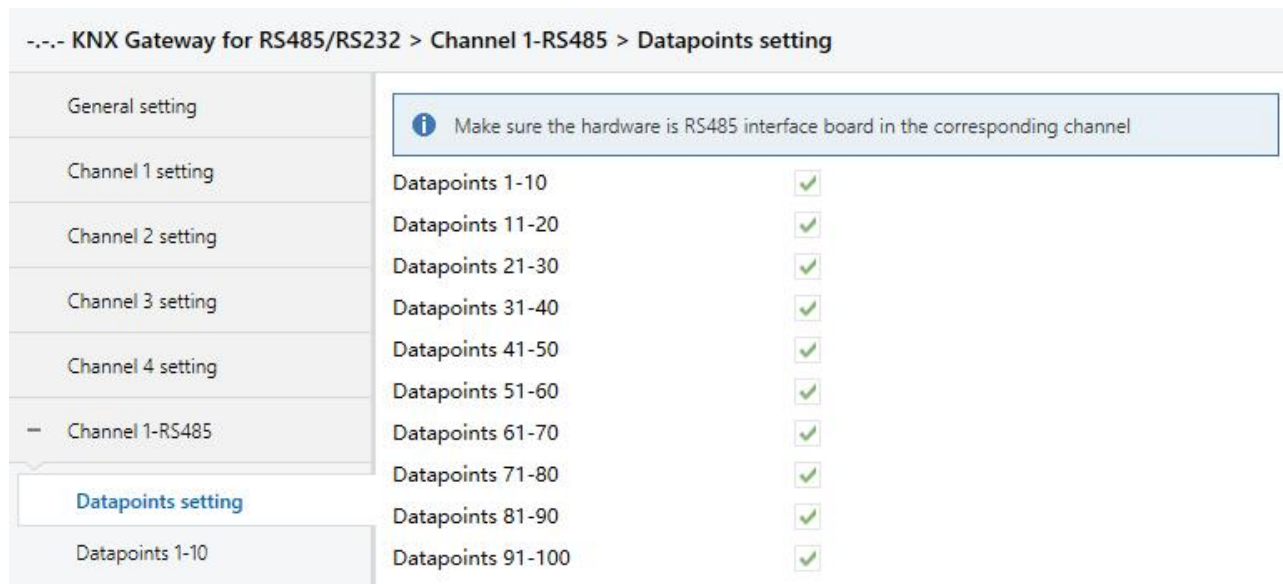 -.-.- KNX Gateway for RS485/RS232 > Channel 1-RS485 > Datapoints setting
General setting
Channel 1 setting
Channel 2 setting
Channel 3 setting
Channel 4 setting
Channel 1-RS485
Datapoints setting
Datapoints 1-10
Make sure the hardware is RS485 interface board in the corresponding channel
Datapoints 1-10
Datapoints 11-20
Datapoints 21-30
Datapoints 31-40
Datapoints 41-50
Datapoints 51-60
Datapoints 61-70
Datapoints 71-80
Datapoints 81-90
Datapoints 91-100